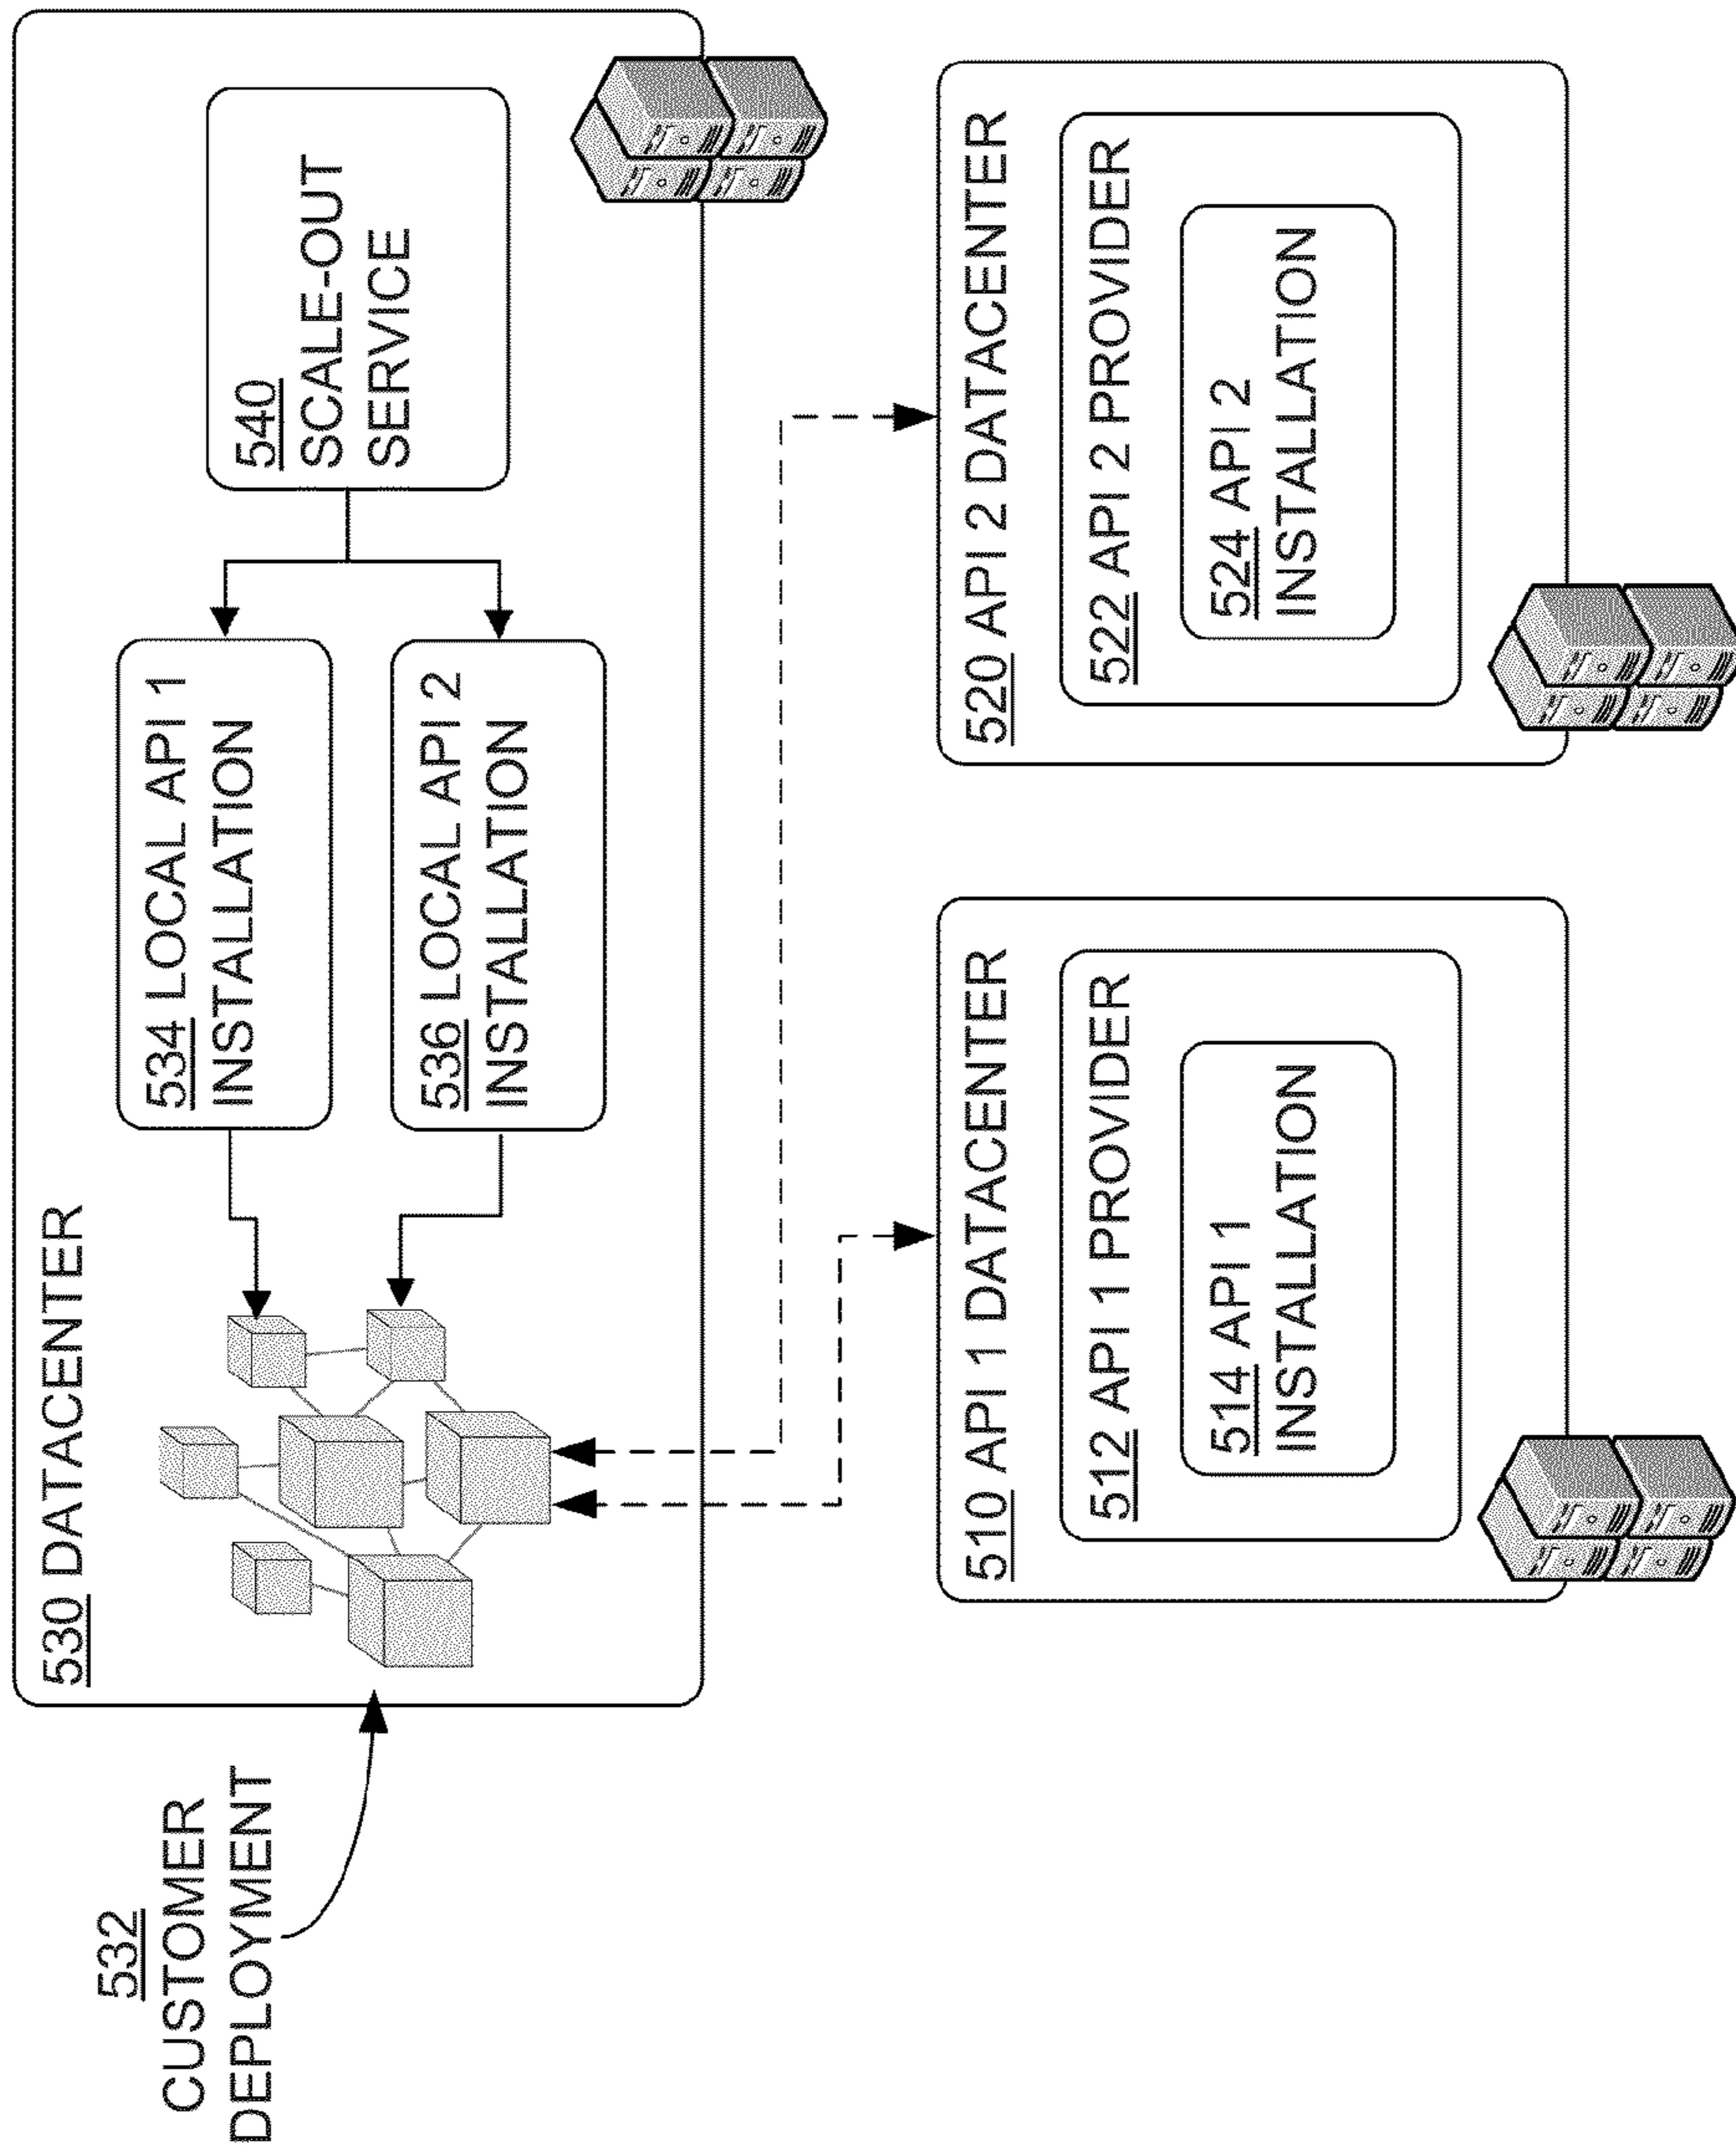 530 DATACENTER
532
CUSTOMER
DEPLOYMENT
534 LOCAL API 1
INSTALLATION
536 LOCAL API 2
INSTALLATION
540
SCALE-OUT
SERVICE
510 API 1 DATACENTER
512 API 1 PROVIDER
514 API 1
INSTALLATION
520 API 2 DATACENTER
522 API 2 PROVIDER
524 API 2
INSTALLATION